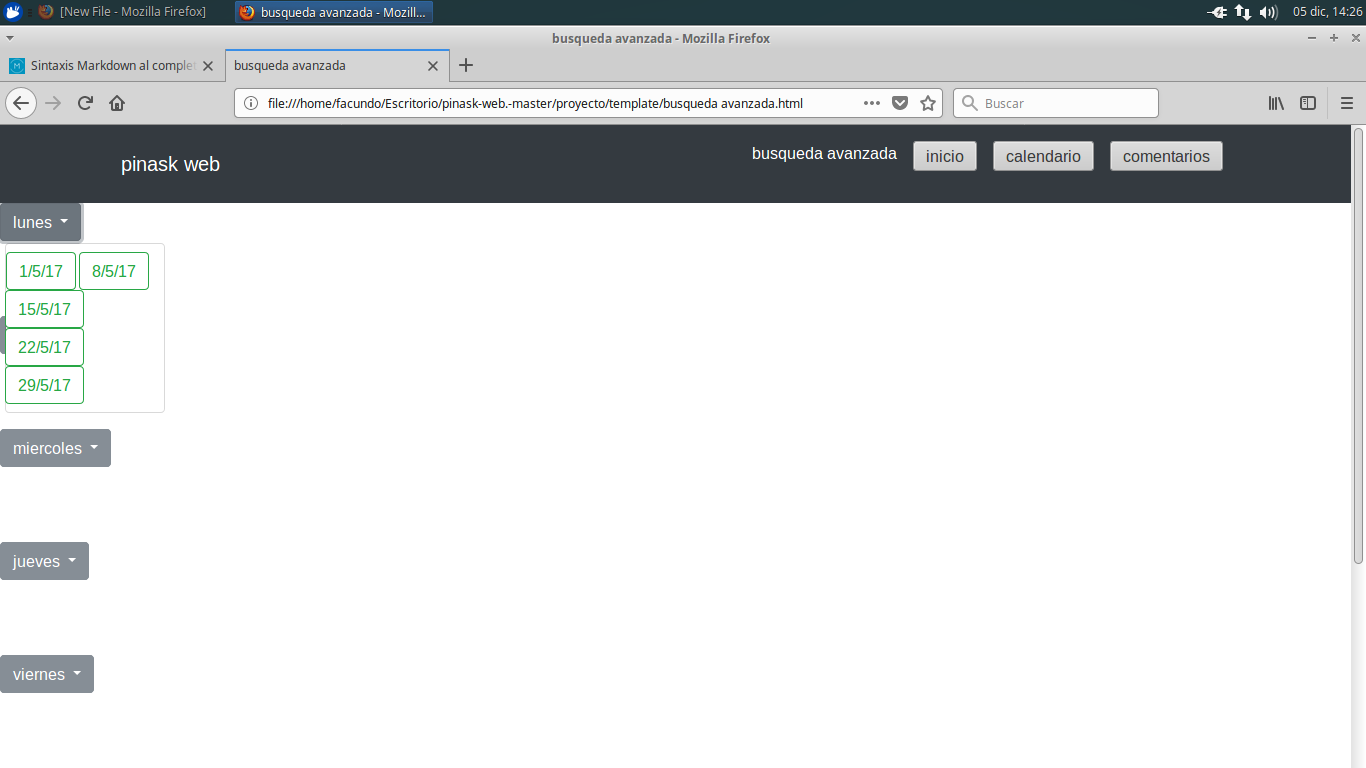 [New File - Mozilla Firefox]
busqueda avanzada - Mozill...
05 dic, 14:26
busqueda avanzada - Mozilla Firefox
Sintaxis Markdown al complet
busqueda avanzada
file:///home/facundo/Escritorio/pinask-web.-master/proyecto/template/busqueda avanzada.html
Buscar
pinask web
busqueda avanzada
inicio
calendario
comentarios
lunes
1/5/17
8/5/17
15/5/17
22/5/17
29/5/17
miercoles
jueves
viernes